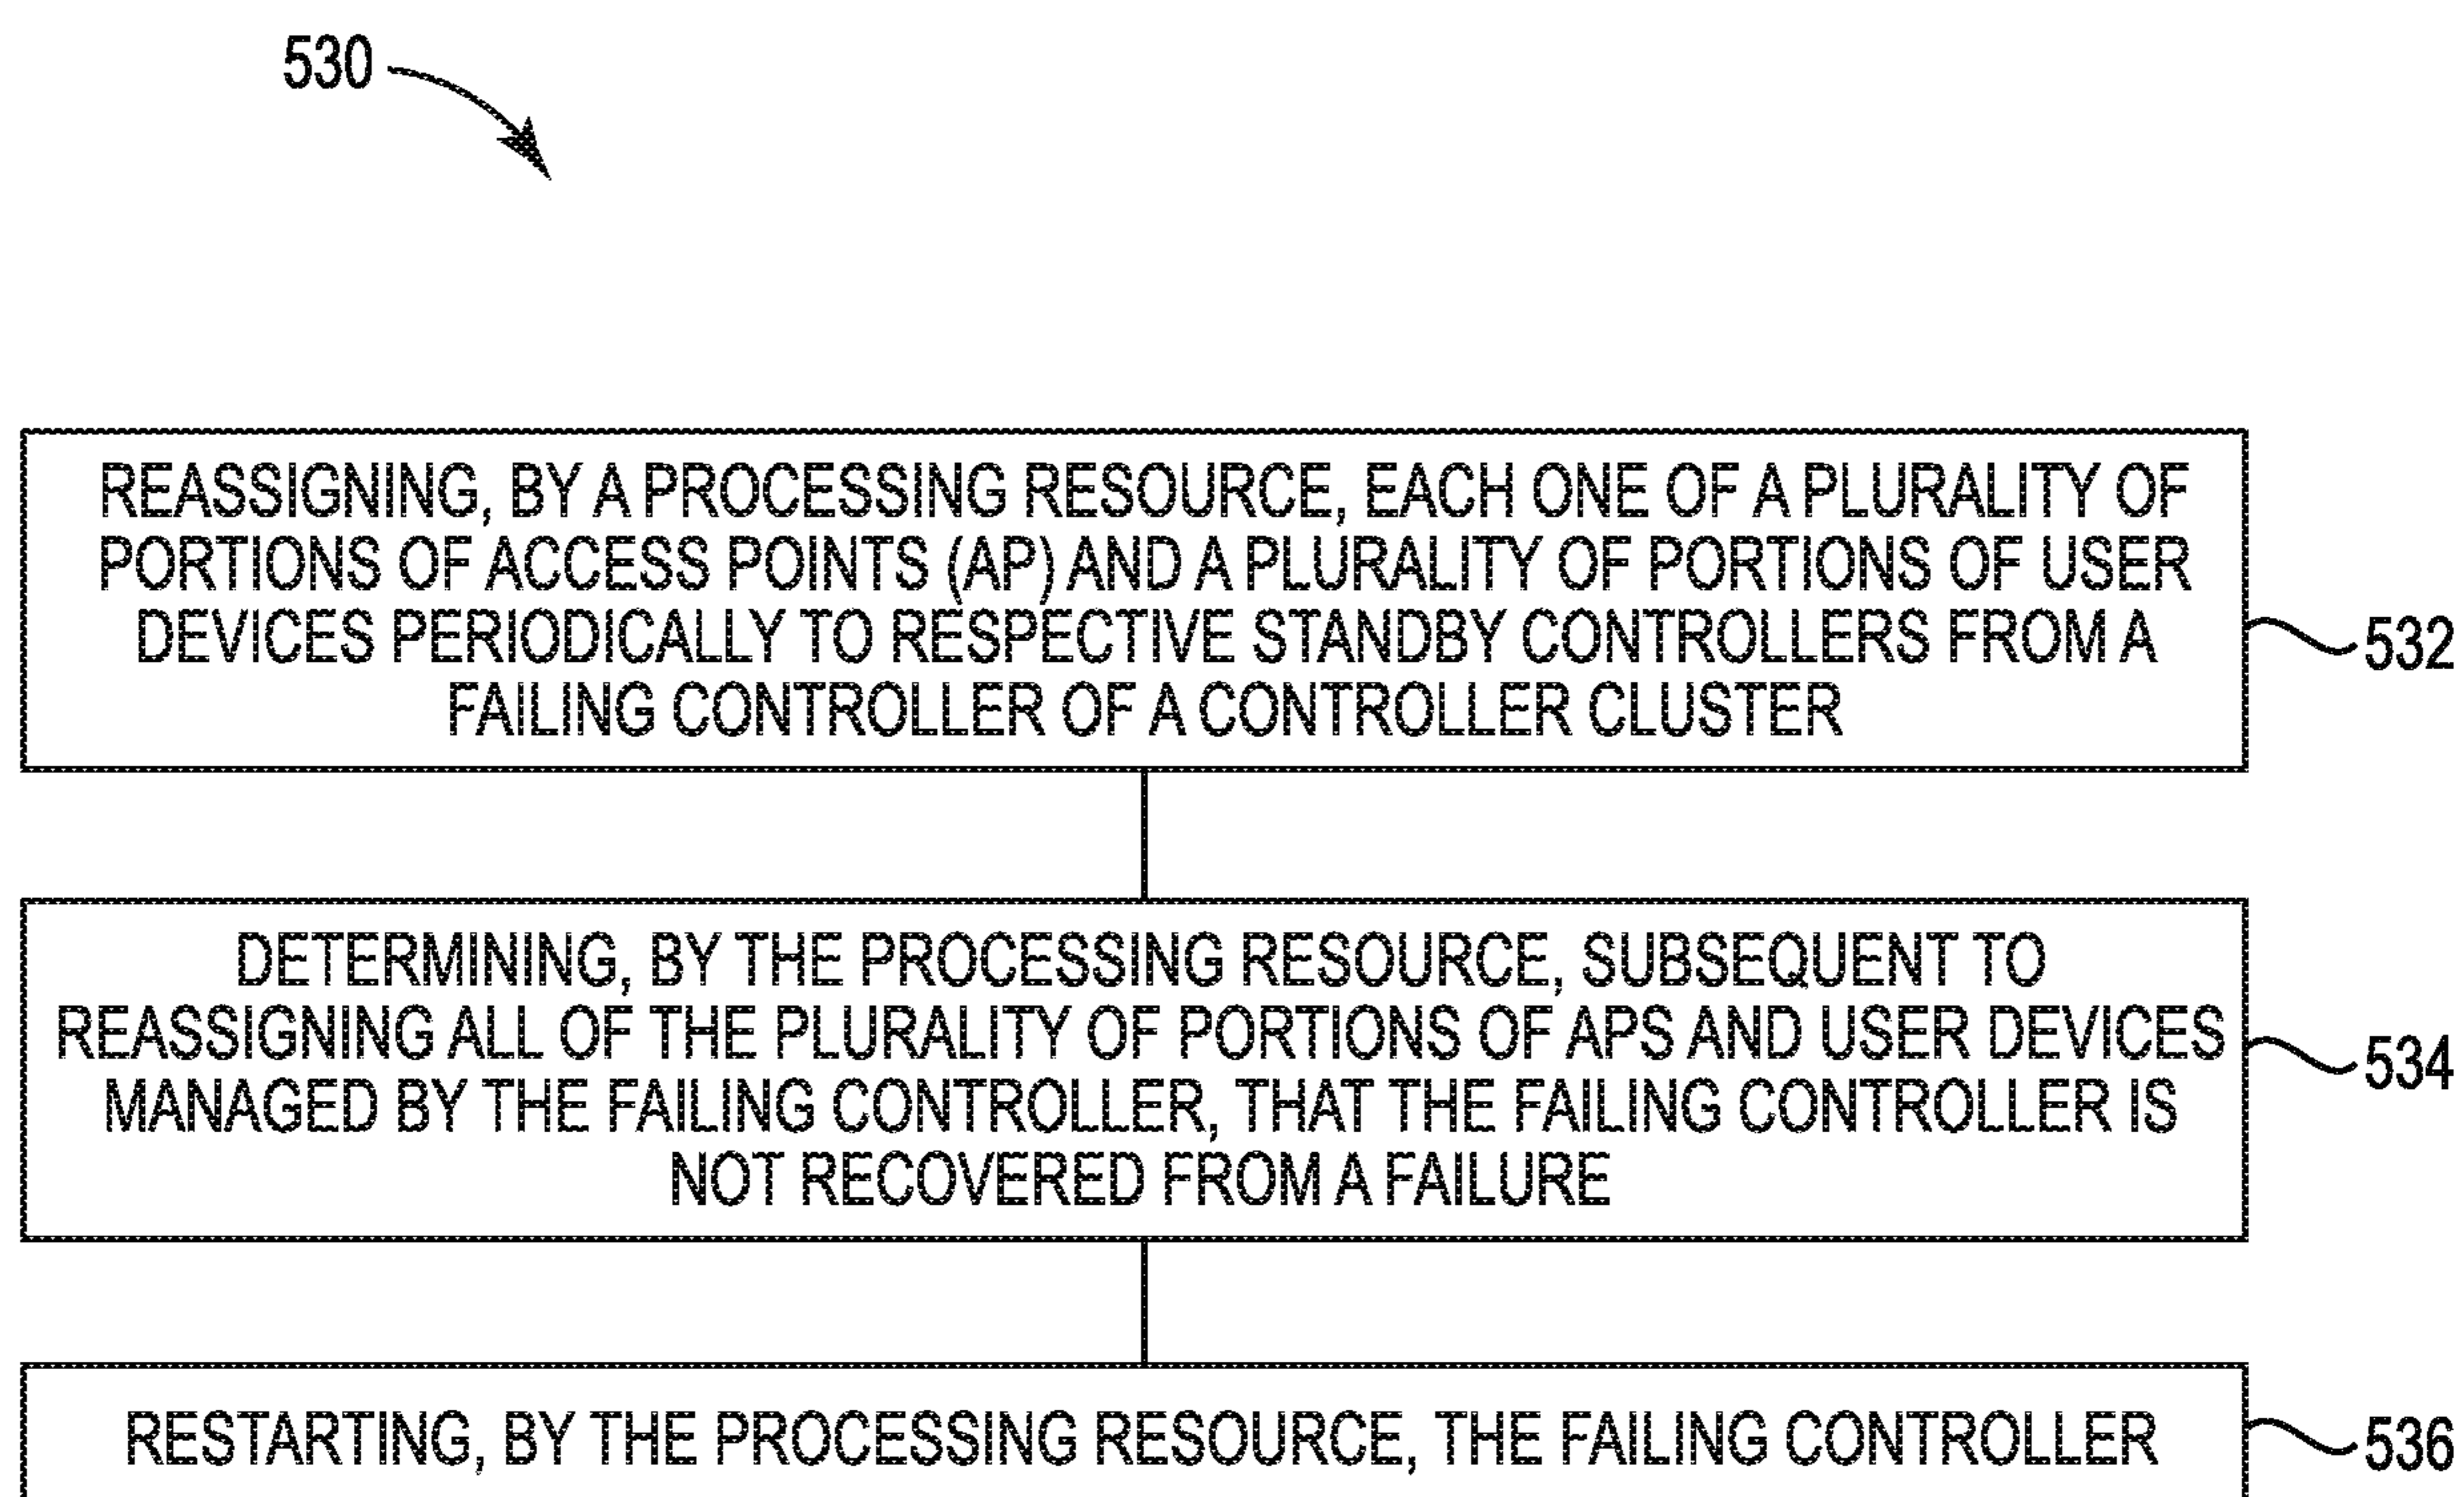 530
REASSIGNING, BY A PROCESSING RESOURCE, EACH ONE OF A PLURALITY OF
PORTIONS OF ACCESS POINTS (AP) AND A PLURALITY OF PORTIONS OF USER
DEVICES PERIODICALLY TO RESPECTIVE STANDBY CONTROLLERS FROM A
FAILING CONTROLLER OF A CONTROLLER CLUSTER
532
DETERMINING, BY THE PROCESSING RESOURCE, SUBSEQUENT TO
REASSIGNING ALL OF THE PLURALITY OF PORTIONS OF APS AND USER DEVICES
MANAGED BY THE FAILING CONTROLLER, THAT THE FAILING CONTROLLER IS
NOT RECOVERED FROM A FAILURE
534
RESTARTING, BY THE PROCESSING RESOURCE, THE FAILING CONTROLLER
536